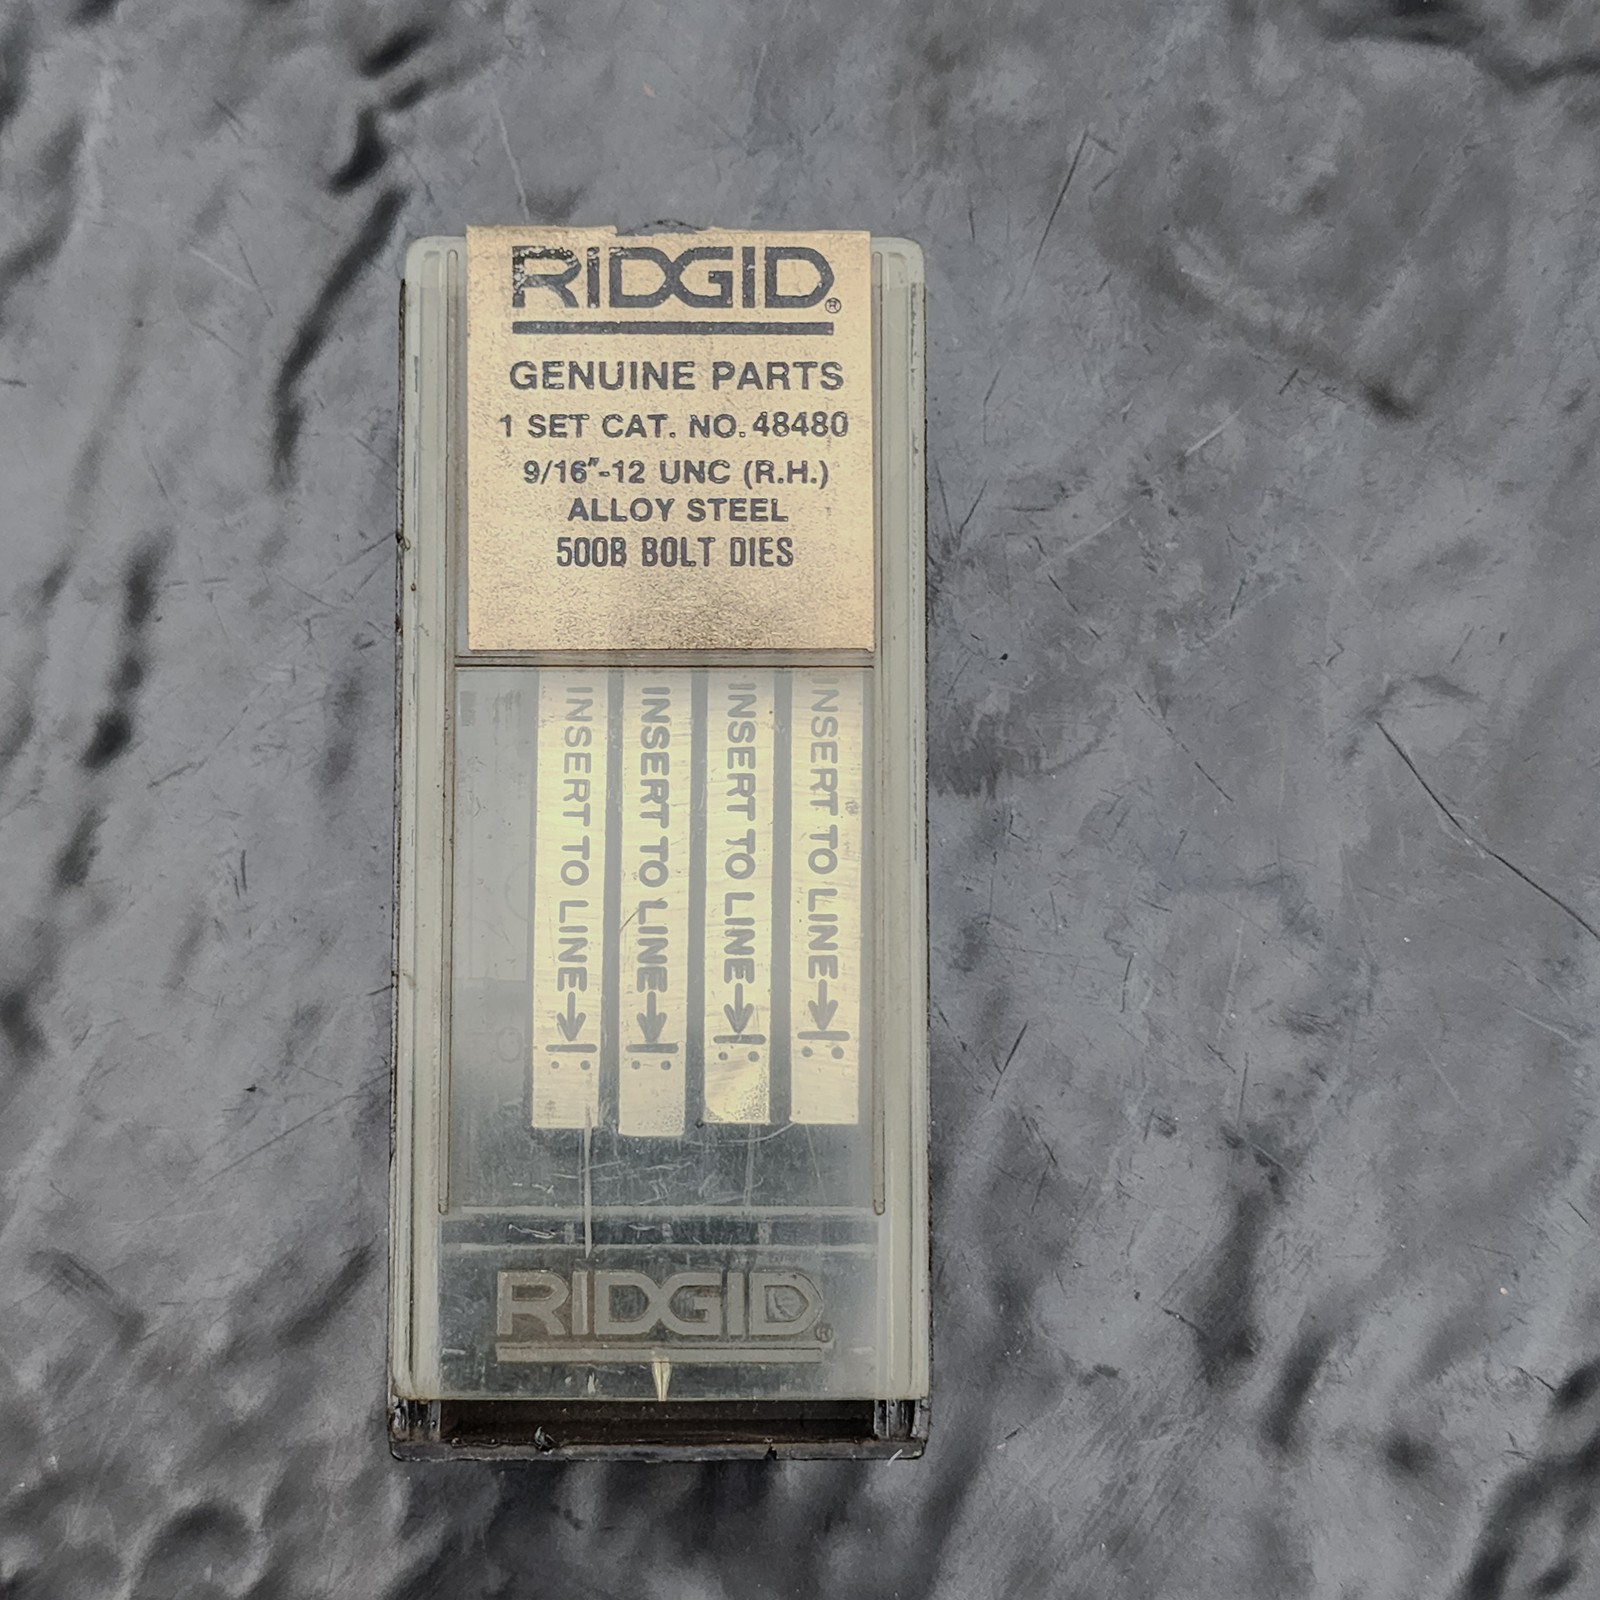 RIDGID®
GENUINE PARTS
1 SET CAT. NO. 48480
9/16"-12 UNC (R.H.)
ALLOY STEEL
500B BOLT DIES
INSERT TO LINE
INSERT TO LINE
INSERT TO LINE
INSERT TO LINE
RIDGID®